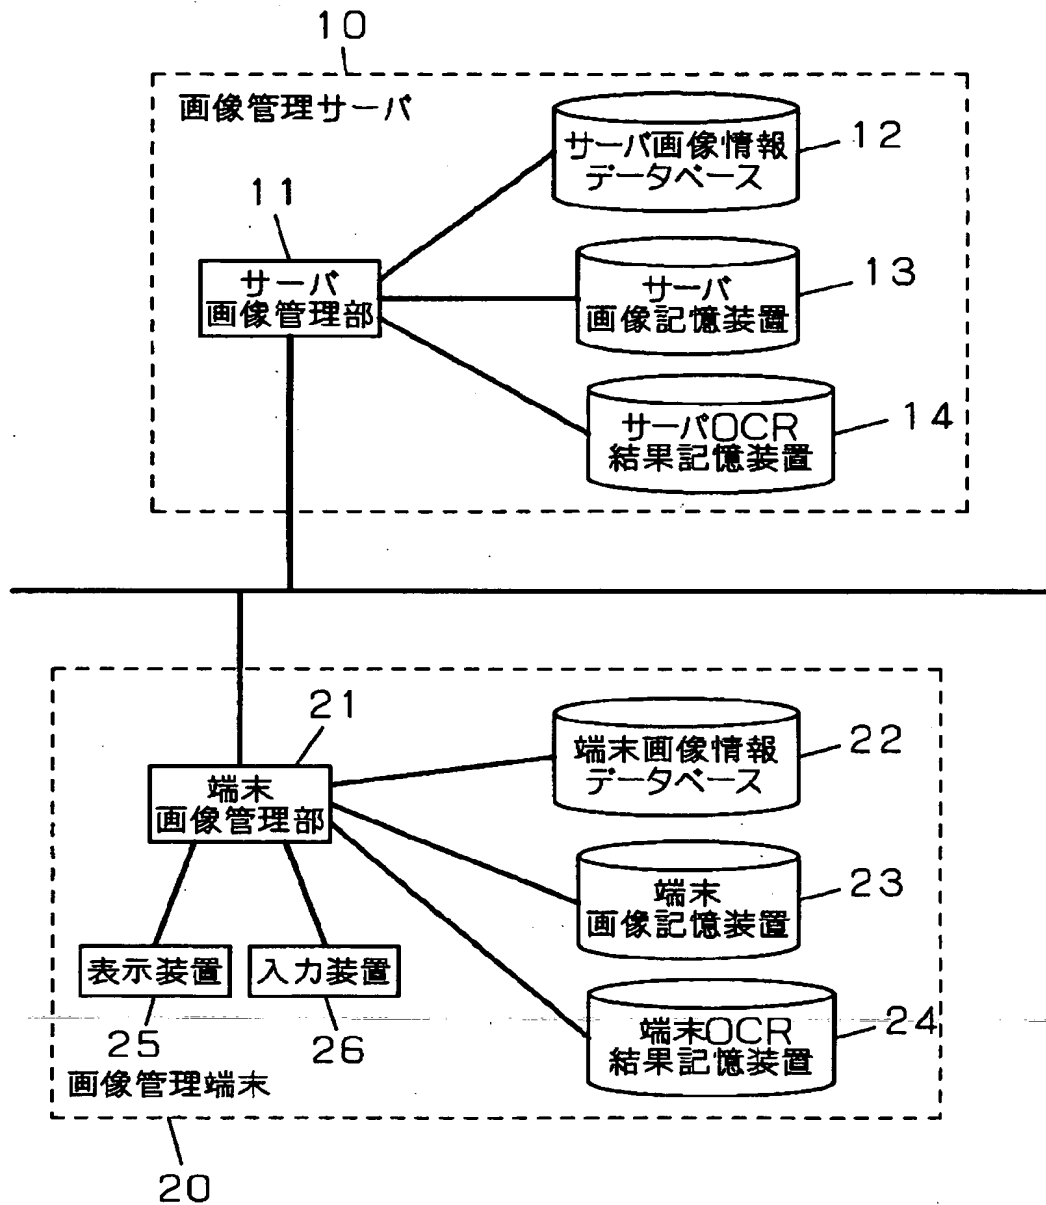 10
画像管理サーバ
サーバ画像情報
データベース
12
11
サーバ
画像管理部
サーバ
画像記憶装置
13
サーバOCR
結果記憶装置
14
21
端末
画像管理部
端末画像情報
データベース
22
端末
画像記憶装置
23
表示装置
入力装置
25
26
端末OCR
結果記憶装置
24
画像管理端末
20